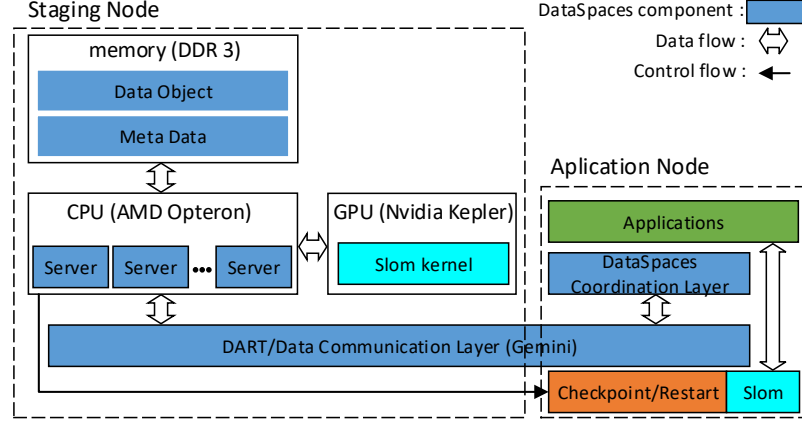 Staging Node
DataSpaces component :
Data flow :
Control flow :
memory (DDR 3)
Data Object
Meta Data
CPU (AMD Opteron)
Server Server ••• Server
GPU (Nvidia Kepler)
Slom kernel
Aplication Node
Applications
DataSpaces
Coordination Layer
DART/Data Communication Layer (Gemini)
Checkpoint/Restart
Slom